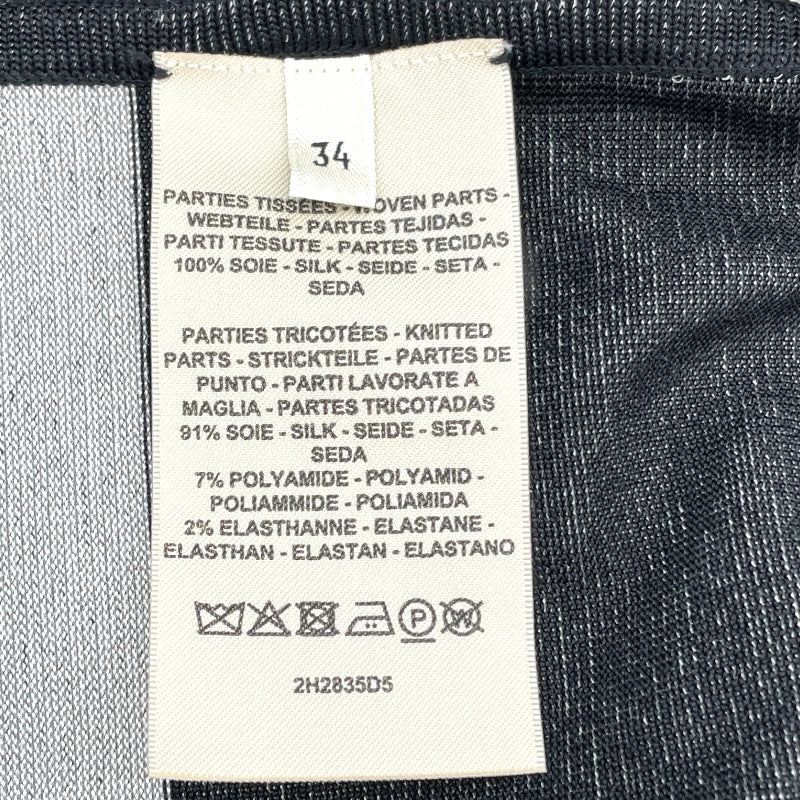 34
PARTIES TISSÉES - WOVEN PARTS -
WEBTEILE - PARTES TEJIDAS -
PARTI TESSUTE - PARTES TECIDAS
100% SOIE - SILK - SEIDE - SETA -
SEDA
PARTIES TRICOTÉES - KNITTED
PARTS - STRICKTEILE - PARTES DE
PUNTO - PARTI LAVORATE A
MAGLIA - PARTES TRICOTADAS
91% SOIE - SILK - SEIDE - SETA -
SEDA
7% POLYAMIDE - POLYAMID -
POLIAMMIDE - POLIAMIDA
2% ELASTHANNE - ELASTANE -
ELASTHAN - ELASTAN - ELASTANO
P W
2H2835D5